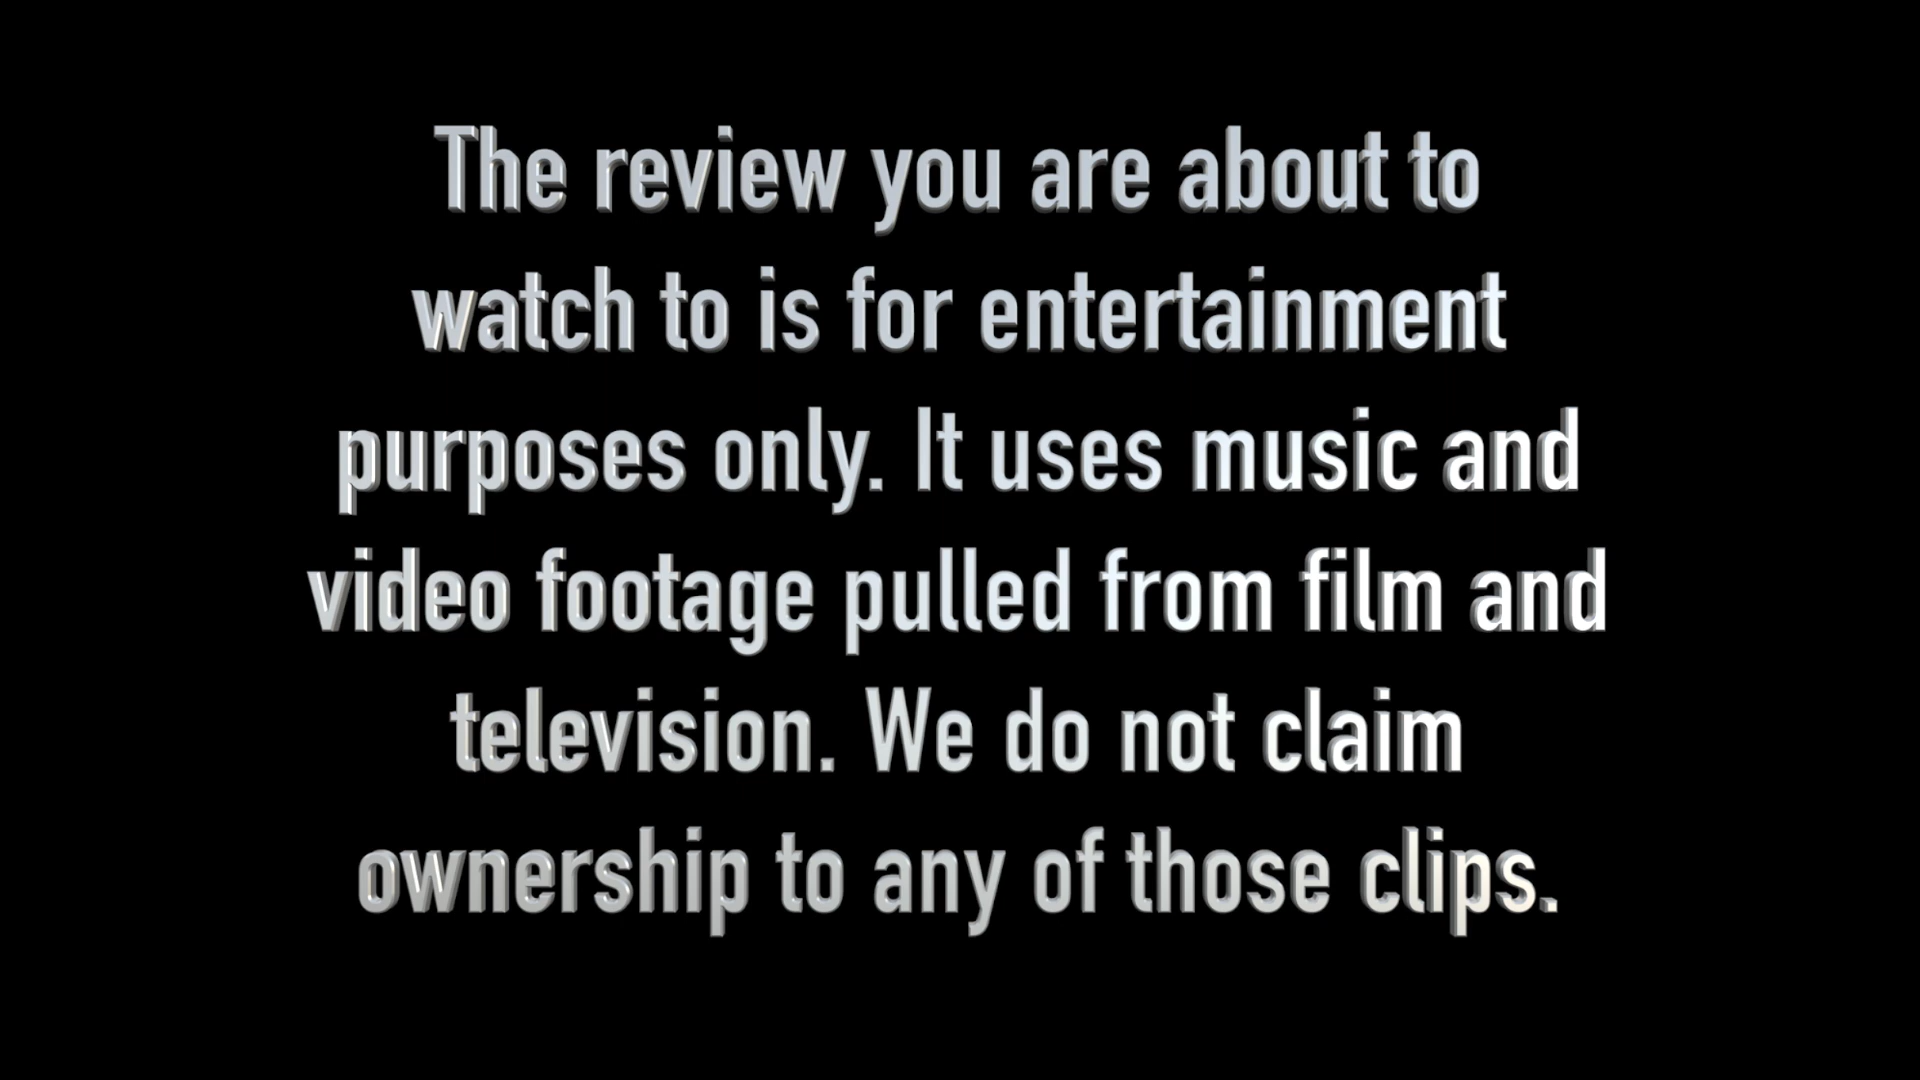 The review you are about to
watch to is for entertainment
purposes only. It uses music and
video footage pulled from film and
television. We do not claim
ownership to any of those clips.